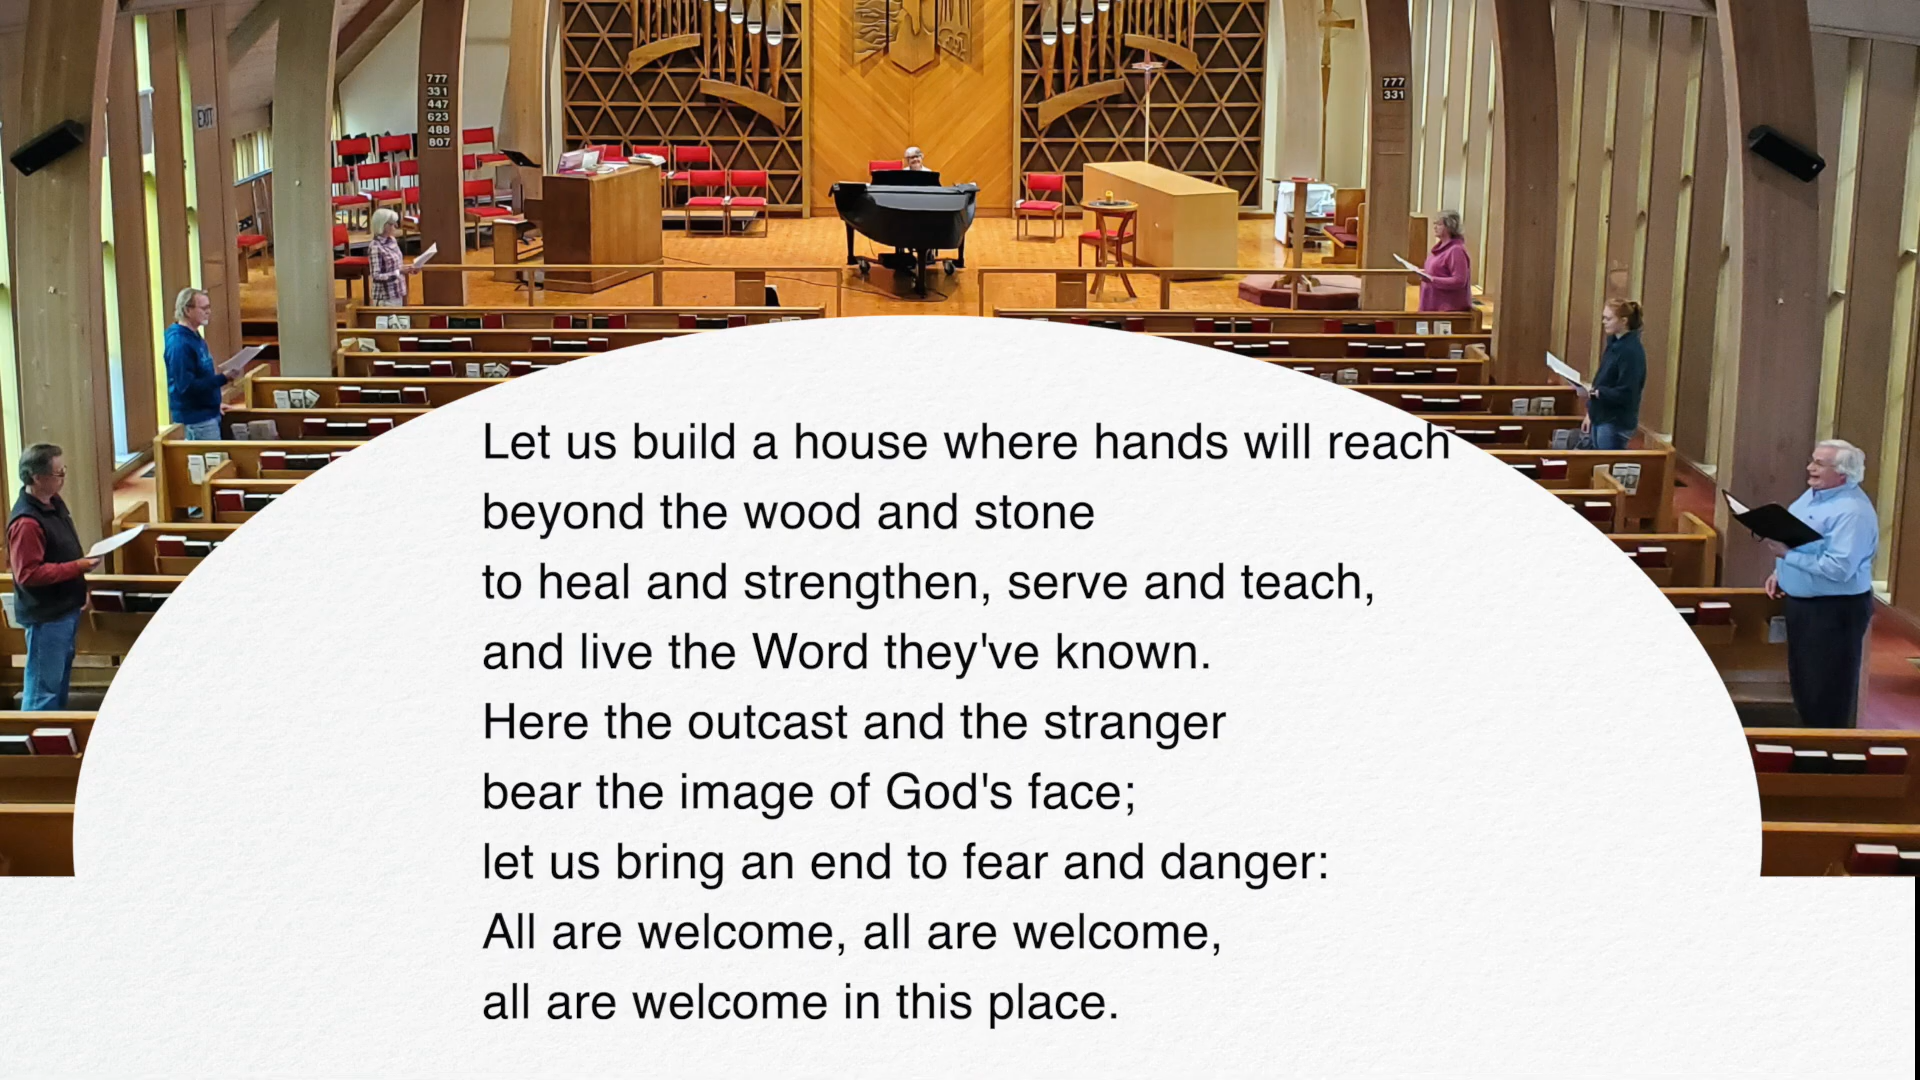 777
331
447
623
488
807
777
331
EXIT
Let us build a house where hands will reach
beyond the wood and stone
to heal and strengthen, serve and teach,
and live the Word they've known.
Here the outcast and the stranger
bear the image of God's face;
let us bring an end to fear and danger:
All are welcome, all are welcome,
all are welcome in this place.